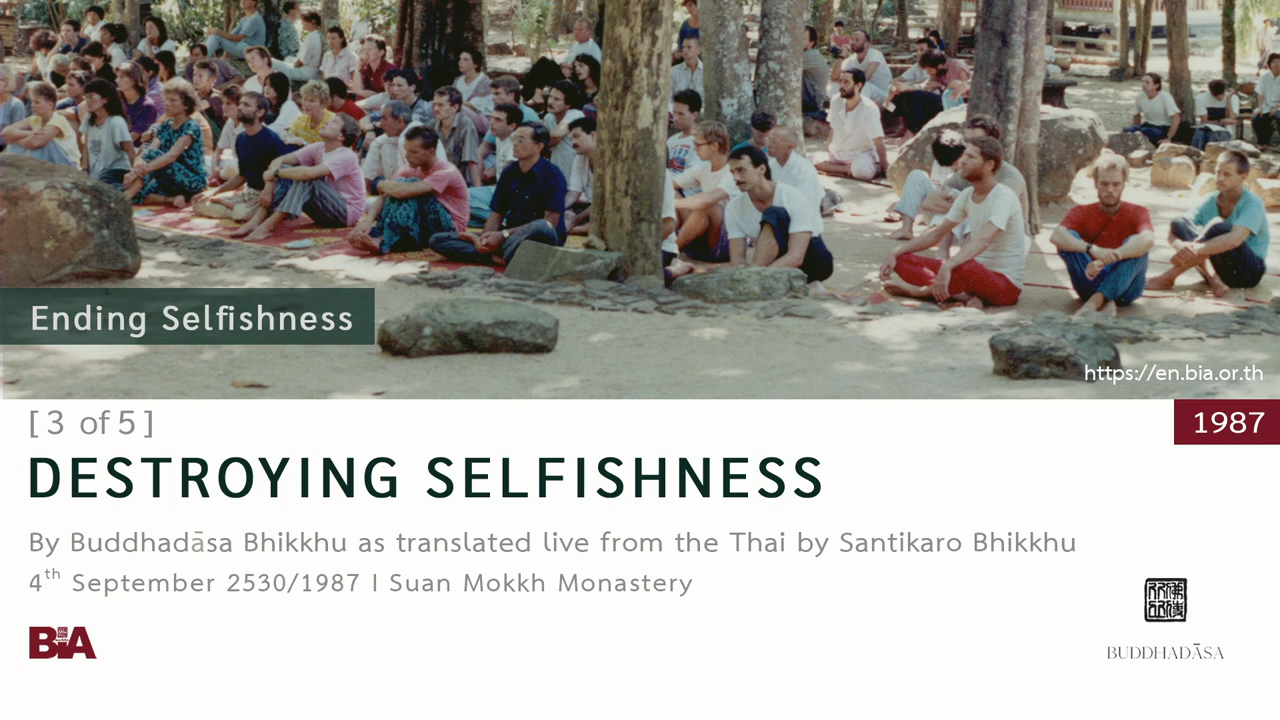 Ending Selfishness
https://en.bia.or.th
[ 3 of 5 ]
1987
DESTROYING SELFISHNESS
By Buddhadāsa Bhikkhu as translated live from the Thai by Santikaro Bhikkhu
4th September 2530/1987 I Suan Mokkh Monastery
BIA
BUDDHADĀSA